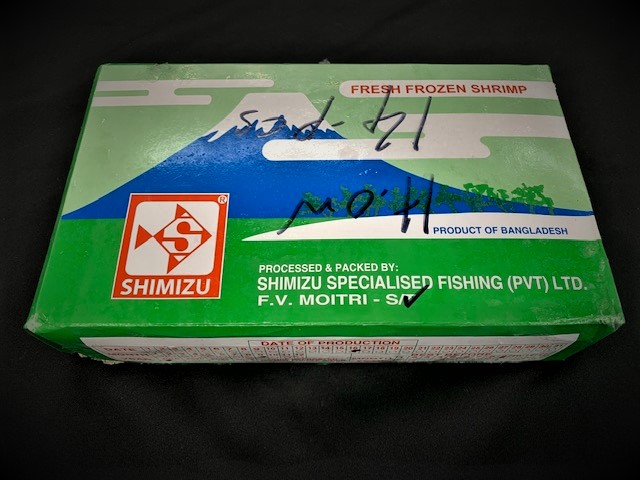 FRESH FROZEN SHRIMP
PRODUCT OF BANGLADESH
SHIMIZU
®
PROCESSED & PACKED BY:
SHIMIZU SPECIALISED FISHING (PVT) LTD.
F.V. MOITRI -
DATE OF PRODUCTION